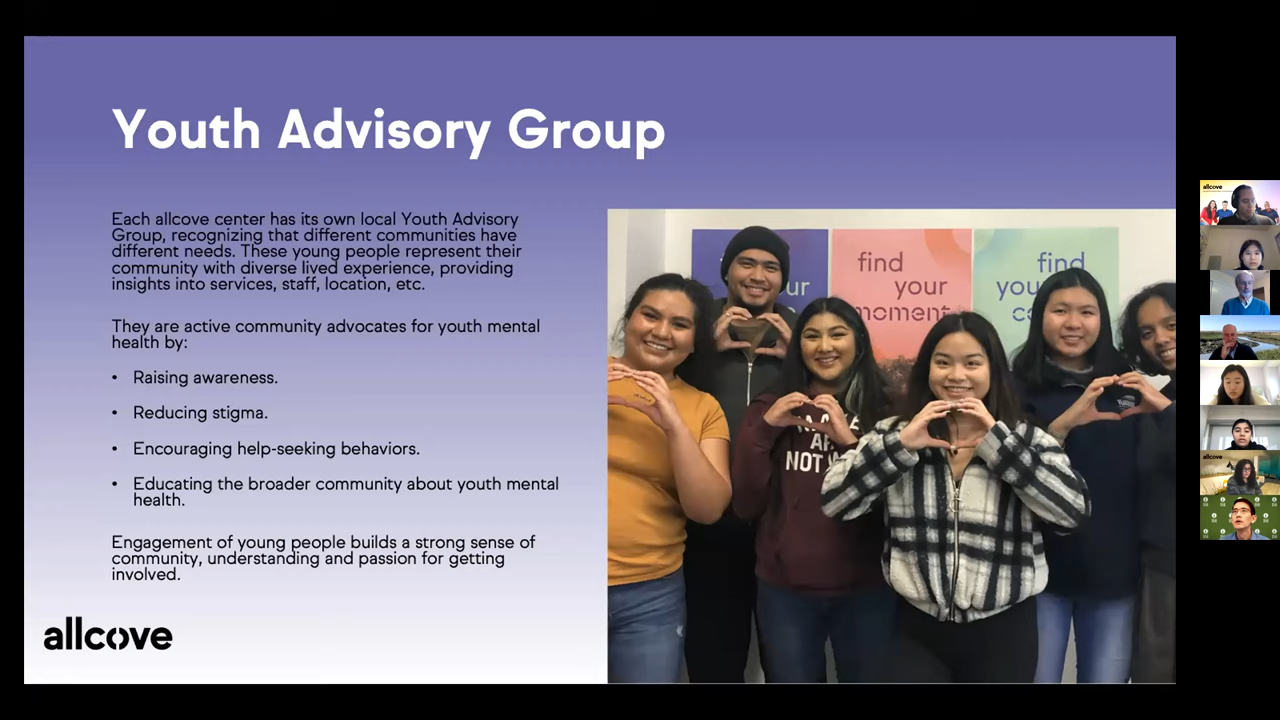 Youth Advisory Group
Each allcove center has its own local Youth Advisory
Group, recognizing that different communities have
different needs. These young people represent their
community with diverse lived experience, providing
insights into services, staff, location, etc.
They are active community advocates for youth mental
health by:
• Raising awareness.
• Reducing stigma.
• Encouraging help-seeking behaviors.
• Educating the broader community about youth mental
health.
Engagement of young people builds a strong sense of
community, understanding and passion for getting
involved.
allcove
find
your
moment
find
allcove
allcove